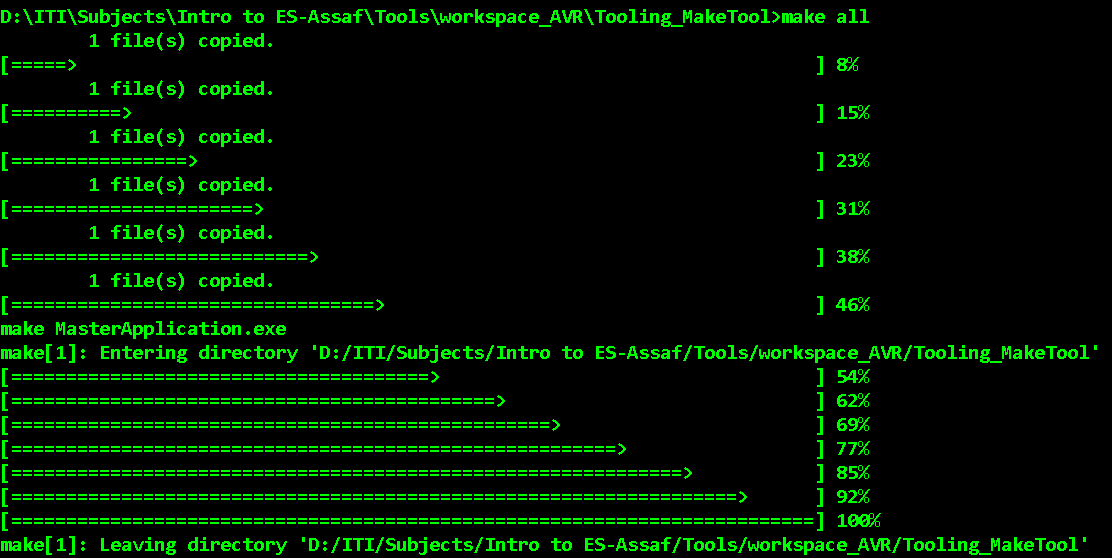 D:\ITI\Subjects\Intro to ES-Assaf\Tools\workspace_AVR\Tooling_MakeTool>make all
        1 file(s) copied.
[=====>                                                                   ] 8%
        1 file(s) copied.
[==========>                                                              ] 15%
        1 file(s) copied.
[================>                                                        ] 23%
        1 file(s) copied.
[======================>                                                  ] 31%
        1 file(s) copied.
[===========================>                                             ] 38%
        1 file(s) copied.
[=================================>                                       ] 46%
make MasterApplication.exe
make[1]: Entering directory 'D:/ITI/Subjects/Intro to ES-Assaf/Tools/workspace_AVR/Tooling_MakeTool'
[======================================>                                  ] 54%
[============================================>                            ] 62%
[=================================================>                       ] 69%
[=======================================================>                 ] 77%
[=============================================================>           ] 85%
[==================================================================>      ] 92%
[=========================================================================] 100%
make[1]: Leaving directory 'D:/ITI/Subjects/Intro to ES-Assaf/Tools/workspace_AVR/Tooling_MakeTool'